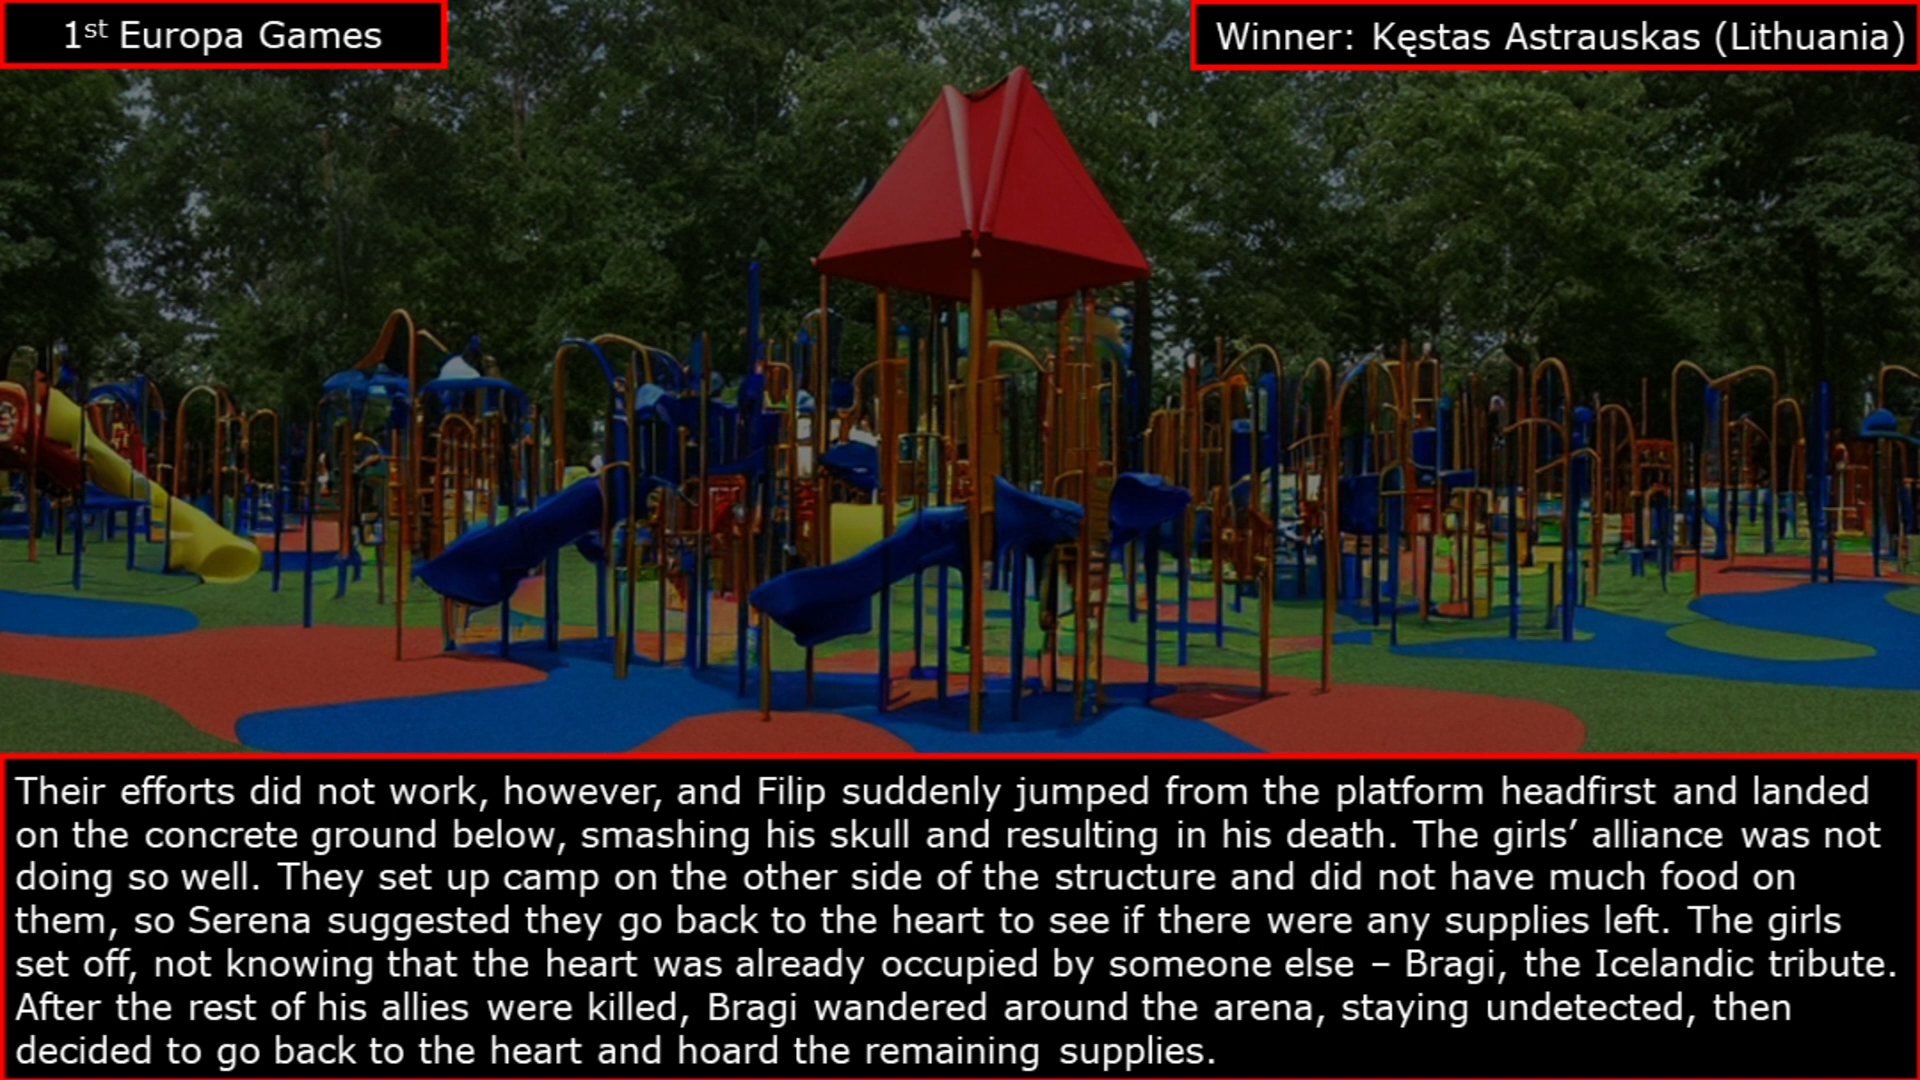 1st Europa Games
Winner: Kęstas Astrauskas (Lithuania)
Their efforts did not work, however, and Filip suddenly jumped from the platform headfirst and landed
on the concrete ground below, smashing his skull and resulting in his death. The girls’ alliance was not
doing so well. They set up camp on the other side of the structure and did not have much food on
them, so Serena suggested they go back to the heart to see if there were any supplies left. The girls
set off, not knowing that the heart was already occupied by someone else – Bragi, the Icelandic tribute.
After the rest of his allies were killed, Bragi wandered around the arena, staying undetected, then
decided to go back to the heart and hoard the remaining supplies.